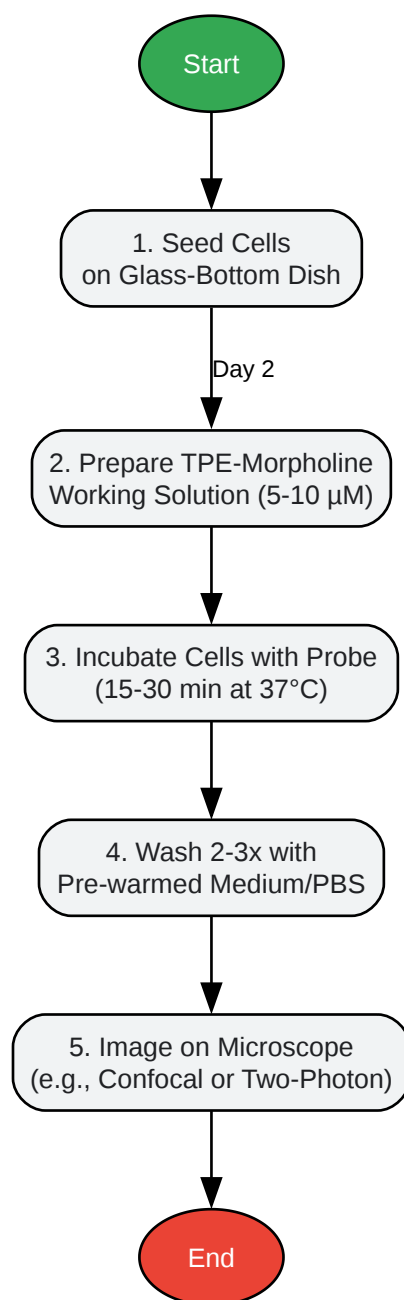 Start
1. Seed Cells
on Glass-Bottom Dish
Day 2
2. Prepare TPE-Morpholine
Working Solution (5-10 µM)
3. Incubate Cells with Probe
(15-30 min at 37°C)
4. Wash 2-3x with
Pre-warmed Medium/PBS
5. Image on Microscope
(e.g., Confocal or Two-Photon)
End